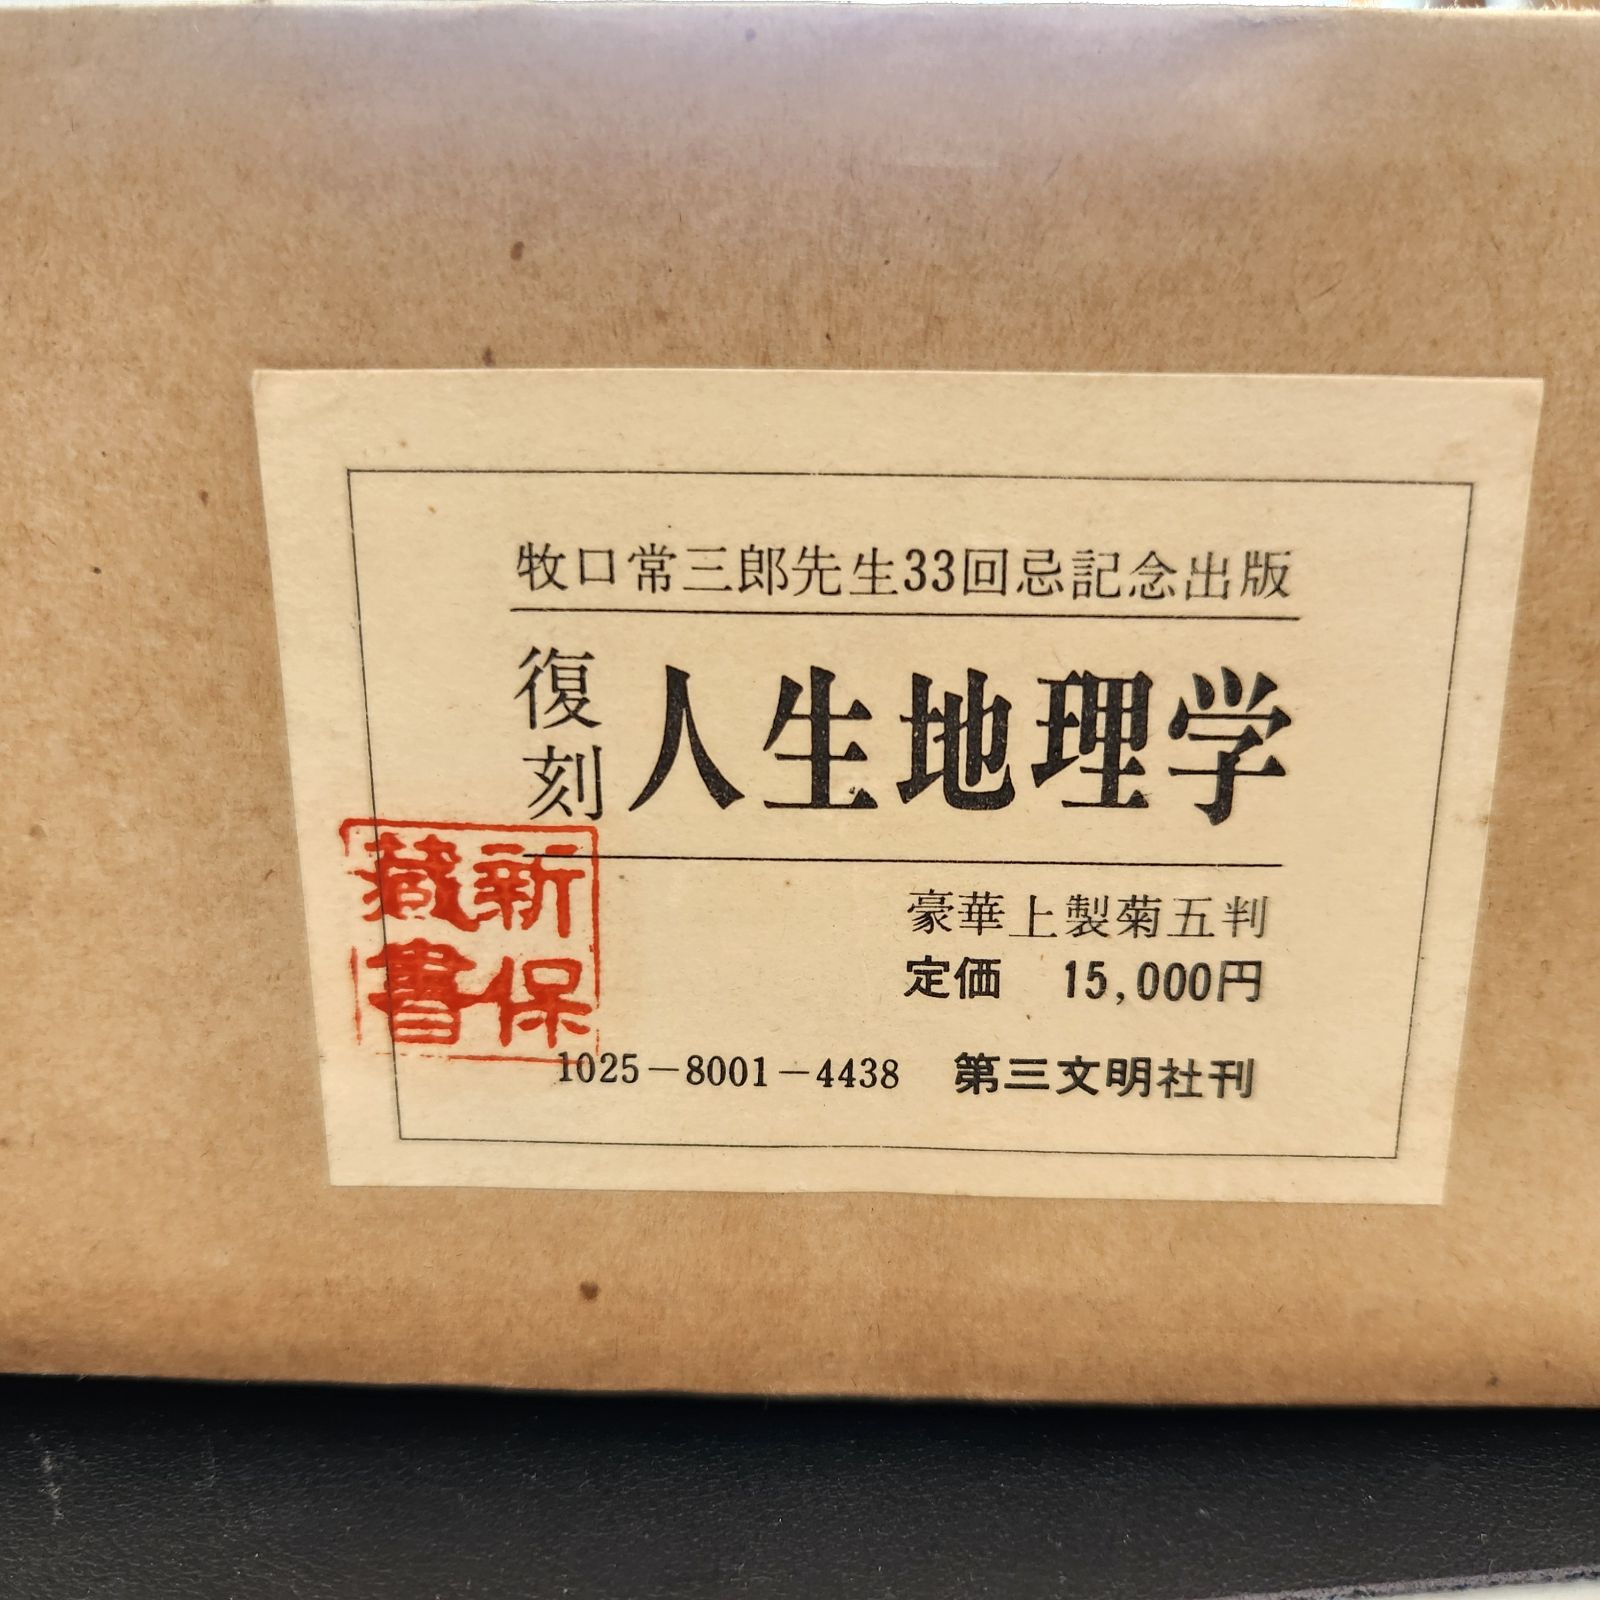 牧口常三郎先生33回忌記念出版
復刻 人生地理学
豪華上製菊五判
定価 15,000円
1025-8001-4438 第三文明社刊
新保
蔵書